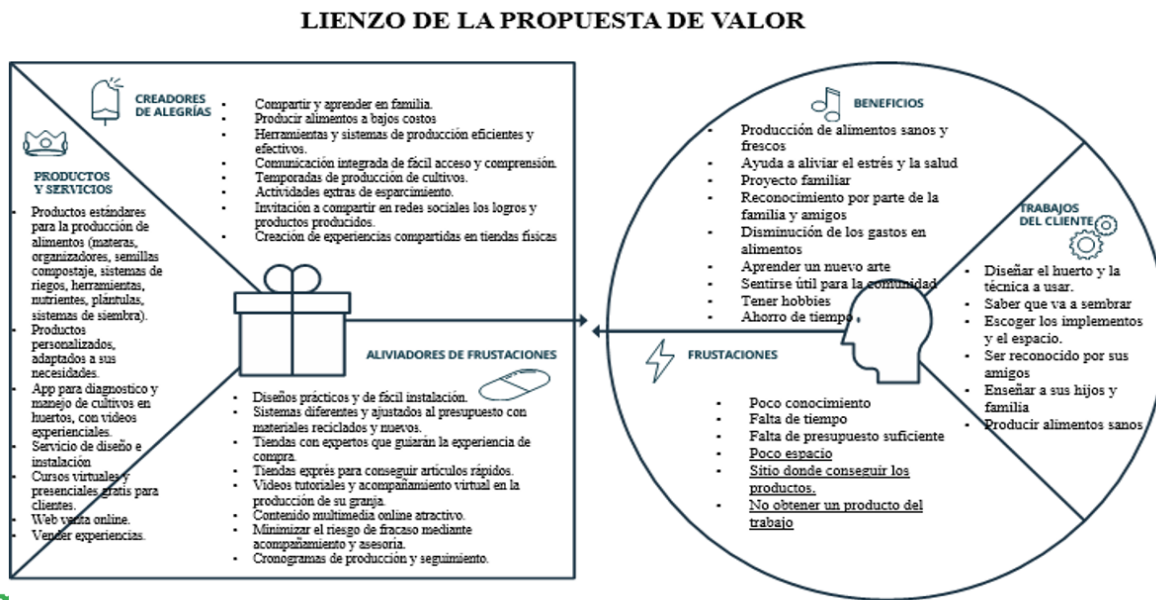 LIENZO DE LA PROPUESTA DE VALOR
CREADORES
DE ALEGRÍAS
• Compartir y aprender en familia.
• Producir alimentos a bajos costos
• Herramientas y sistemas de producción eficientes y
efectivos.
• Comunicación integrada de fácil acceso y comprensión.
• Temporadas de producción de cultivos.
• Actividades extras de esparcimiento.
• Invitación a compartir en redes sociales los logros y
productos producidos.
• Creación de experiencias compartidas en tiendas físicas
PRODUCTOS
Y SERVICIOS
• Productos estándares
para la producción de
alimentos (materas,
organizadores, semillas
compostaje, sistemas de
riegos, herramientas,
nutrientes, plántulas,
sistemas de siembra).
• Productos
personalizados,
adaptados a sus
necesidades.
• App para diagnostico y
manejo de cultivos en
huertos, con videos
experienciales.
• Servicio de diseño e
instalación
• Cursos virtuales y
presenciales gratis para
clientes.
• Web venta online.
• Vender experiencias.
ALIVIADORES DE FRUSTACIONES
• Diseños prácticos y de fácil instalación.
• Sistemas diferentes y ajustados al presupuesto con
materiales reciclados y nuevos.
• Tiendas con expertos que guiarán la experiencia de
compra.
• Tiendas exprés para conseguir artículos rápidos.
• Videos tutoriales y acompañamiento virtual en la
producción de su granja.
• Contenido multimedia online atractivo.
• Minimizar el riesgo de fracaso mediante
acompañamiento y asesoria.
• Cronogramas de producción y seguimiento.
BENEFICIOS
• Producción de alimentos sanos y
frescos
• Ayuda a aliviar el estrés y la salud
• Proyecto familiar
• Reconocimiento por parte de la
familia y amigos
• Disminución de los gastos en
alimentos
• Aprender un nuevo arte
• Sentirse útil para la comunidad
• Tener hobbies
• Ahorro de tiempo.
TRABAJOS
DEL CLIENTE
• Diseñar el huerto y la
técnica a usar.
• Saber que va a sembrar
• Escoger los implementos
y el espacio.
• Ser reconocido por sus
amigos
• Enseñar a sus hijos y
familia
• Producir alimentos sanos
FRUSTACIONES
• Poco conocimiento
• Falta de tiempo
• Falta de presupuesto suficiente
• Poco espacio
• Sitio donde conseguir los
productos.
• No obtener un producto del
trabajo